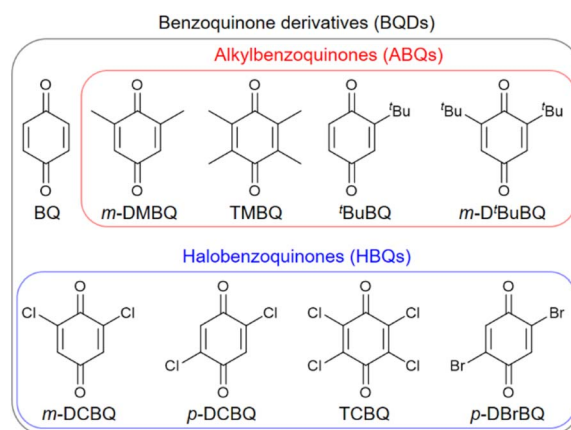 Benzoquinone derivatives (BQDs)
Alkylbenzoquinones (ABQs)
O O O O O
tBu tBu tBu
O O O O O
BQ m-DMBQ TMBQ tBuBQ m-DtBuBQ
Halobenzoquinones (HBQs)
O O O O
Cl Cl Cl Cl Cl Br
Cl Cl Cl Br
O O O O
m-DCBQ p-DCBQ TCBQ p-DBrBQ